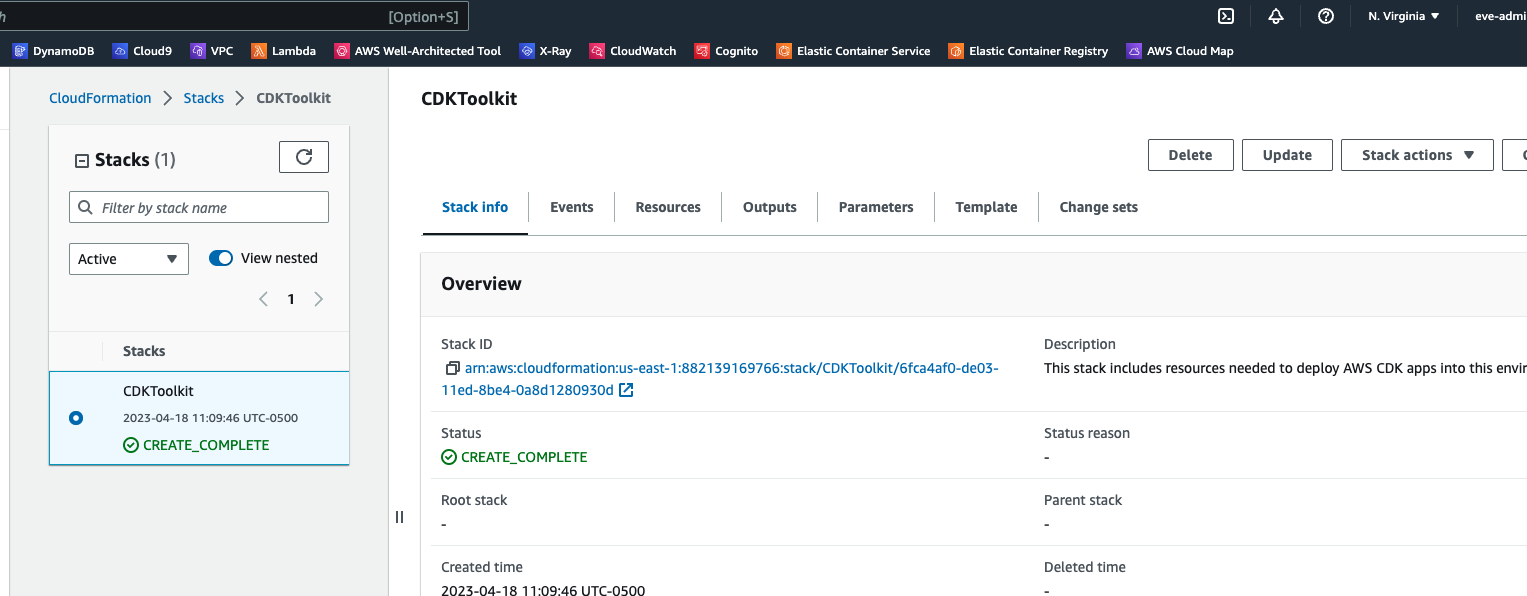 h [Option+S] N. Virginia eve-admi
DynamoDB Cloud9 VPC Lambda AWS Well-Architected Tool X-Ray CloudWatch Cognito Elastic Container Service Elastic Container Registry AWS Cloud Map
CloudFormation Stacks CDKToolkit
Stacks (1)
Filter by stack name
Active View nested
1
Stacks
CDKToolkit
2023-04-18 11:09:46 UTC-0500
CREATE_COMPLETE
CDKToolkit
Delete Update Stack actions
Stack info Events Resources Outputs Parameters Template Change sets
Overview
Stack ID
arn:aws:cloudformation:us-east-1:882139169766:stack/CDKToolkit/6fca4af0-de03-
11ed-8be4-0a8d1280930d
Description
This stack includes resources needed to deploy AWS CDK apps into this envir
Status
CREATE_COMPLETE
Status reason
-
Root stack
-
Parent stack
-
Created time
2023-04-18 11:09:46 UTC-0500
Deleted time
-